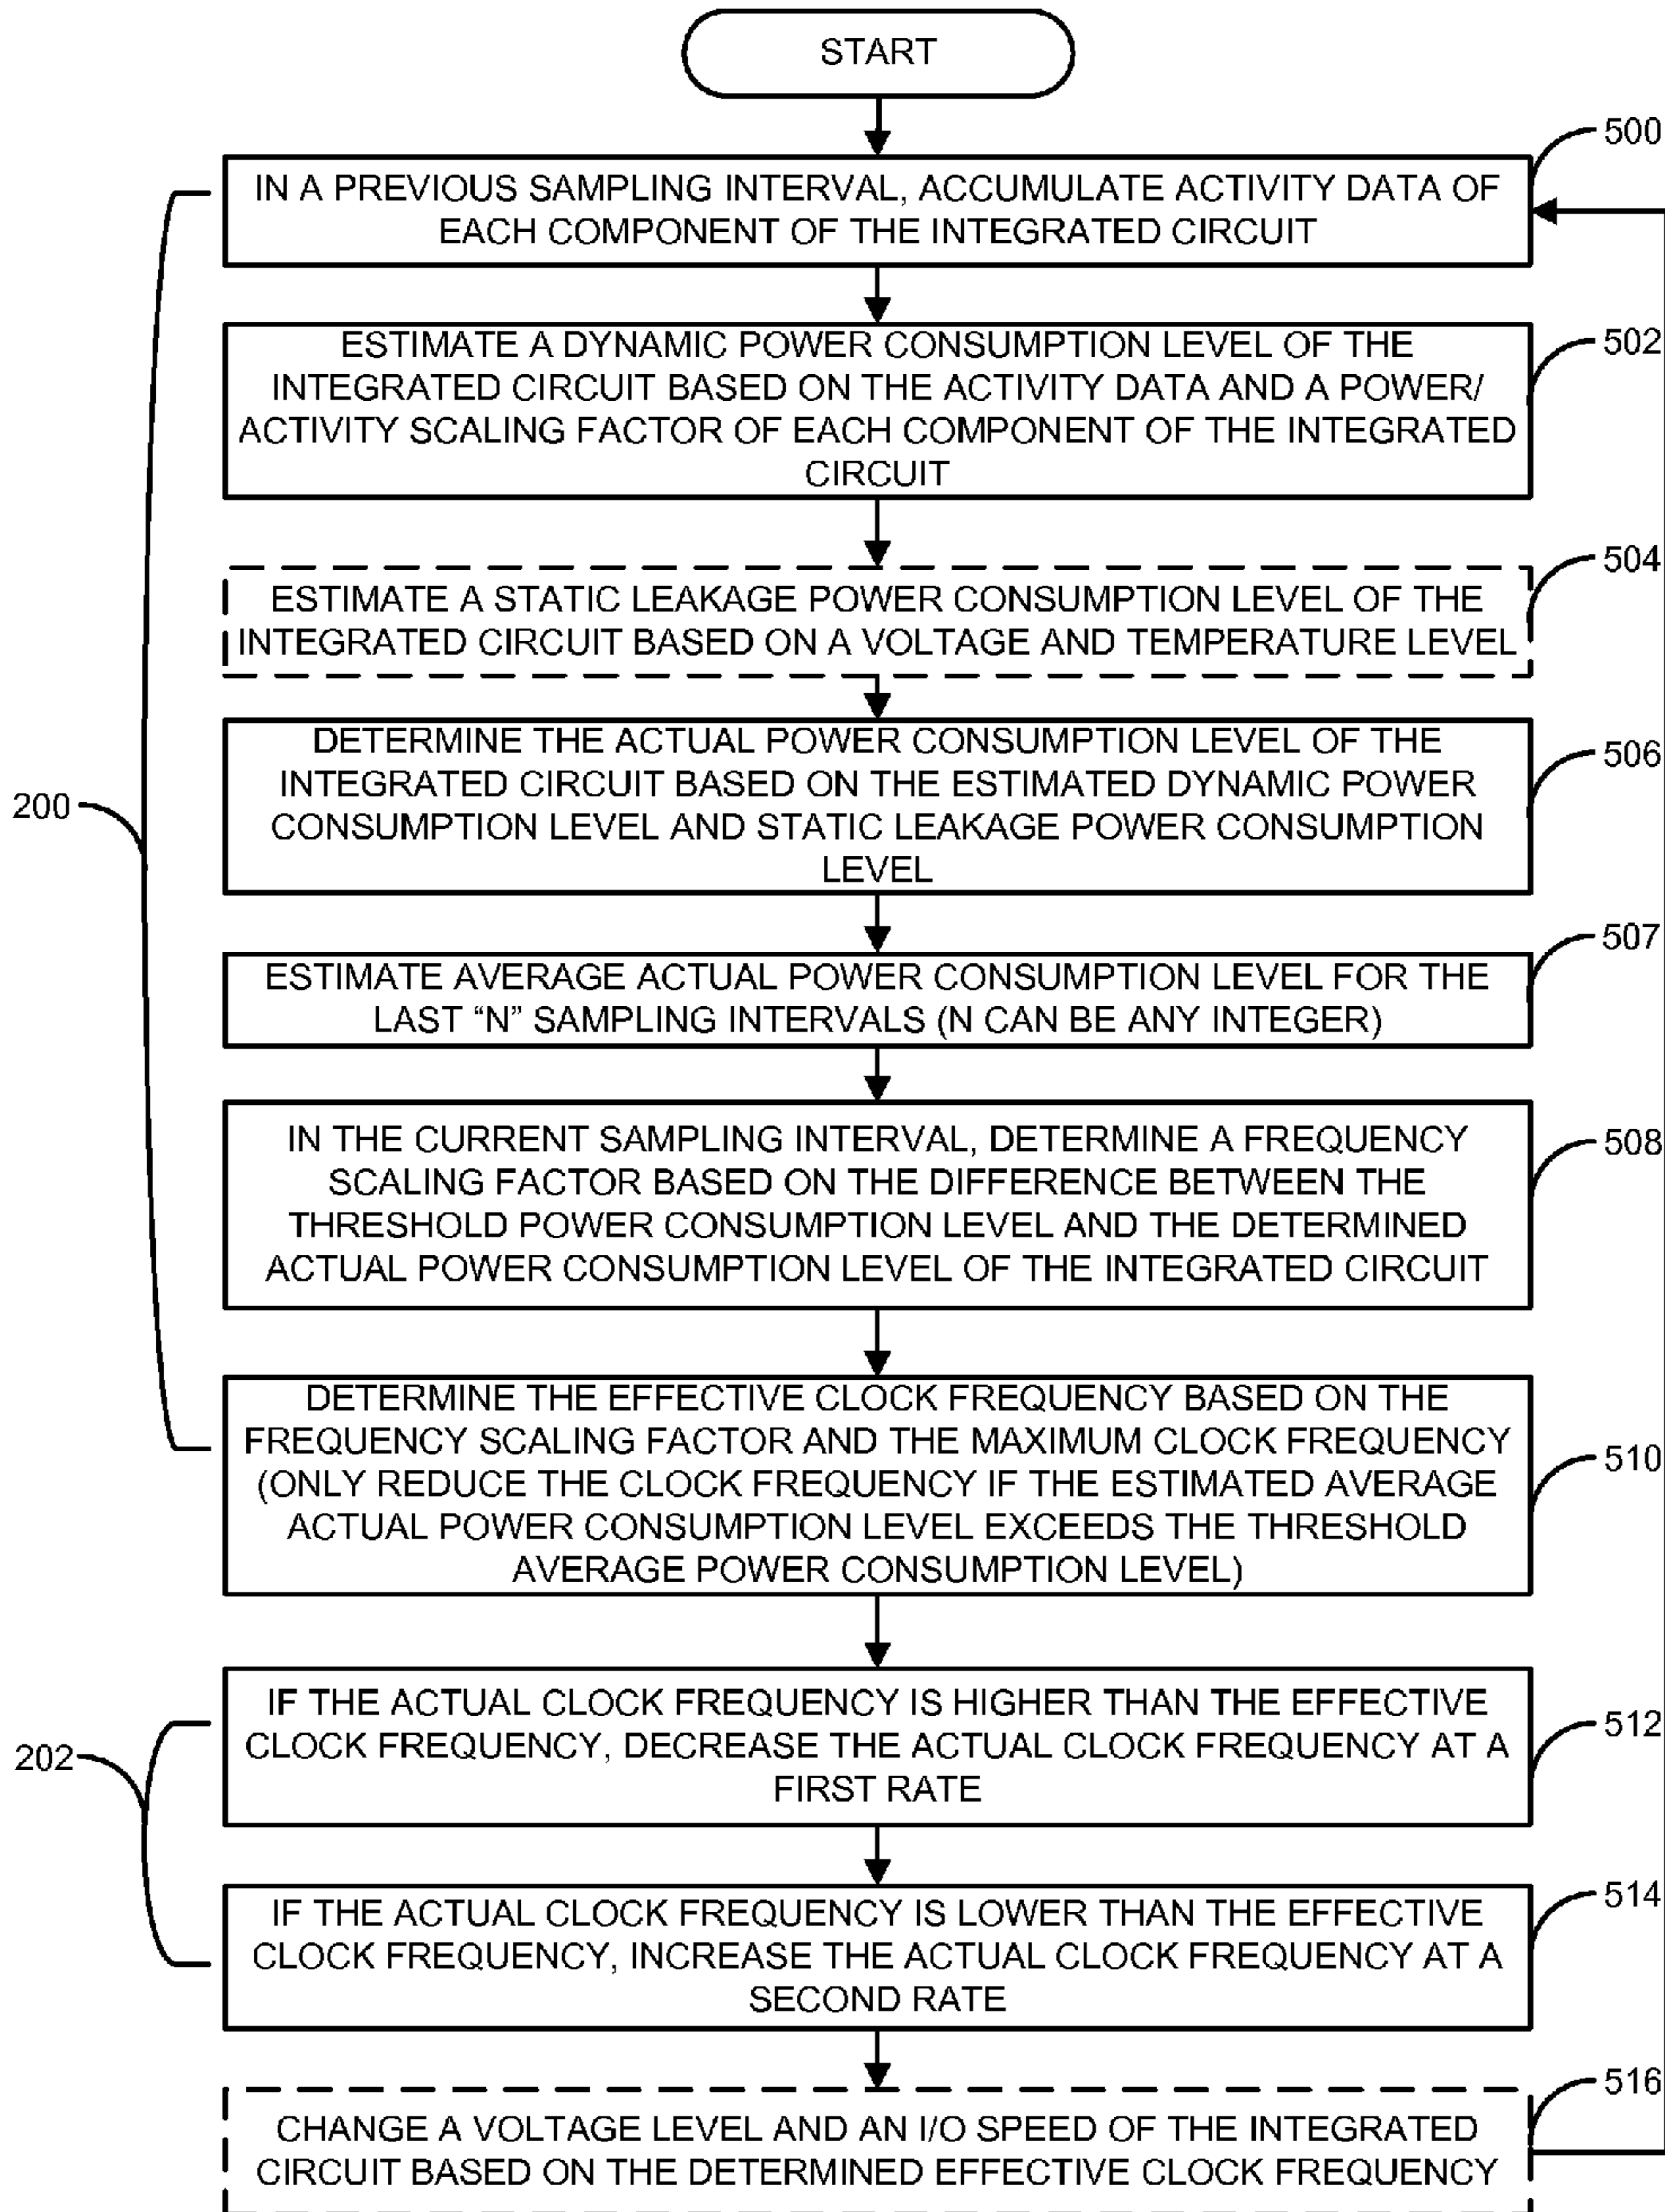 START
500
IN A PREVIOUS SAMPLING INTERVAL, ACCUMULATE ACTIVITY DATA OF
EACH COMPONENT OF THE INTEGRATED CIRCUIT
502
ESTIMATE A DYNAMIC POWER CONSUMPTION LEVEL OF THE
INTEGRATED CIRCUIT BASED ON THE ACTIVITY DATA AND A POWER/
ACTIVITY SCALING FACTOR OF EACH COMPONENT OF THE INTEGRATED
CIRCUIT
504
ESTIMATE A STATIC LEAKAGE POWER CONSUMPTION LEVEL OF THE
INTEGRATED CIRCUIT BASED ON A VOLTAGE AND TEMPERATURE LEVEL
506
DETERMINE THE ACTUAL POWER CONSUMPTION LEVEL OF THE
INTEGRATED CIRCUIT BASED ON THE ESTIMATED DYNAMIC POWER
CONSUMPTION LEVEL AND STATIC LEAKAGE POWER CONSUMPTION
LEVEL
200
507
ESTIMATE AVERAGE ACTUAL POWER CONSUMPTION LEVEL FOR THE
LAST “N” SAMPLING INTERVALS (N CAN BE ANY INTEGER)
508
IN THE CURRENT SAMPLING INTERVAL, DETERMINE A FREQUENCY
SCALING FACTOR BASED ON THE DIFFERENCE BETWEEN THE
THRESHOLD POWER CONSUMPTION LEVEL AND THE DETERMINED
ACTUAL POWER CONSUMPTION LEVEL OF THE INTEGRATED CIRCUIT
510
DETERMINE THE EFFECTIVE CLOCK FREQUENCY BASED ON THE
FREQUENCY SCALING FACTOR AND THE MAXIMUM CLOCK FREQUENCY
(ONLY REDUCE THE CLOCK FREQUENCY IF THE ESTIMATED AVERAGE
ACTUAL POWER CONSUMPTION LEVEL EXCEEDS THE THRESHOLD
AVERAGE POWER CONSUMPTION LEVEL)
512
IF THE ACTUAL CLOCK FREQUENCY IS HIGHER THAN THE EFFECTIVE
CLOCK FREQUENCY, DECREASE THE ACTUAL CLOCK FREQUENCY AT A
FIRST RATE
202
514
IF THE ACTUAL CLOCK FREQUENCY IS LOWER THAN THE EFFECTIVE
CLOCK FREQUENCY, INCREASE THE ACTUAL CLOCK FREQUENCY AT A
SECOND RATE
516
CHANGE A VOLTAGE LEVEL AND AN I/O SPEED OF THE INTEGRATED
CIRCUIT BASED ON THE DETERMINED EFFECTIVE CLOCK FREQUENCY